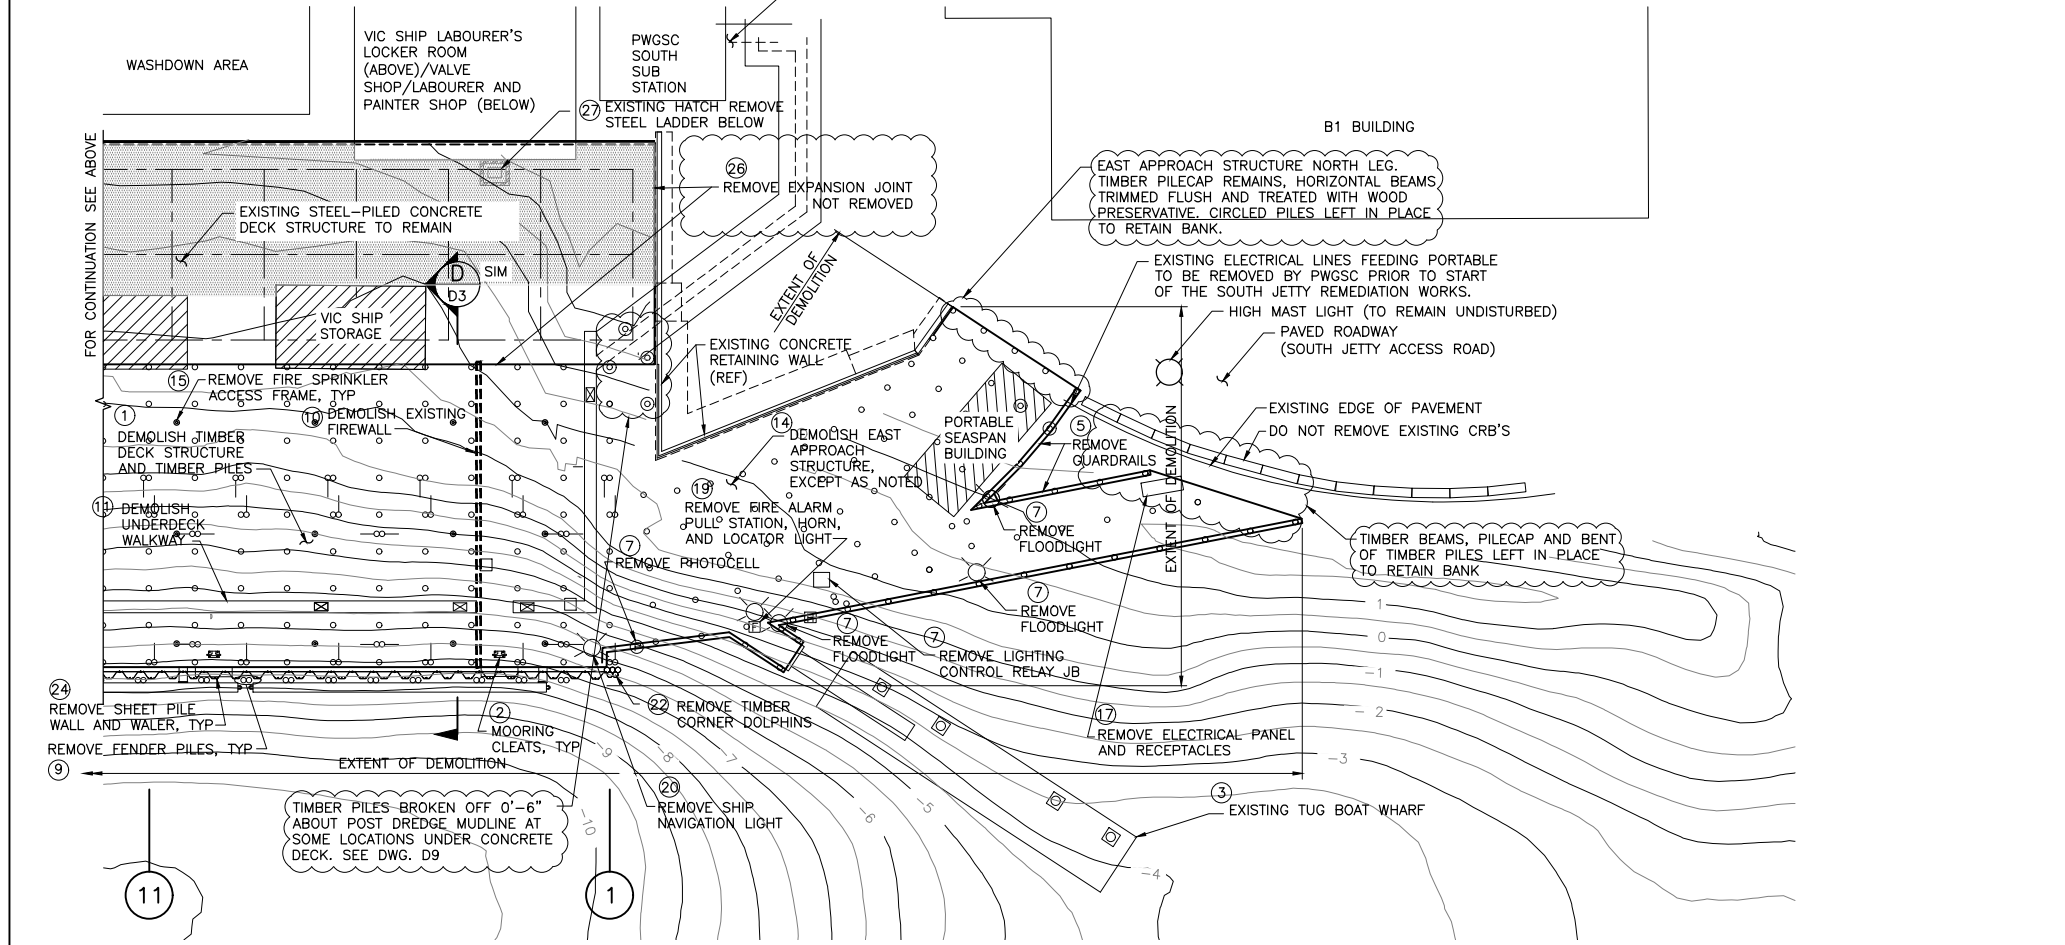 WASHDOWN AREA
VIC SHIP LABOURER'S
LOCKER ROOM
(ABOVE)/VALVE
SHOP/LABOURER AND
PAINTER SHOP (BELOW)
PWGSC
SOUTH
SUB
STATION
27
EXISTING HATCH REMOVE
STEEL LADDER BELOW
B1 BUILDING
FOR CONTINUATION SEE ABOVE
26
REMOVE EXPANSION JOINT
NOT REMOVED
EAST APPROACH STRUCTURE NORTH LEG.
TIMBER PILECAP REMAINS, HORIZONTAL BEAMS
TRIMMED FLUSH AND TREATED WITH WOOD
PRESERVATIVE. CIRCLED PILES LEFT IN PLACE
TO RETAIN BANK.
EXISTING STEEL-PILED CONCRETE
DECK STRUCTURE TO REMAIN
D
D3
SIM
EXTENT OF
DEMOLITION
EXISTING ELECTRICAL LINES FEEDING PORTABLE
TO BE REMOVED BY PWGSC PRIOR TO START
OF THE SOUTH JETTY REMEDIATION WORKS.
HIGH MAST LIGHT (TO REMAIN UNDISTURBED)
PAVED ROADWAY
(SOUTH JETTY ACCESS ROAD)
VIC SHIP
STORAGE
EXISTING CONCRETE
RETAINING WALL
(REF)
15
REMOVE FIRE SPRINKLER
ACCESS FRAME, TYP
1
DEMOLISH TIMBER
DECK STRUCTURE
AND TIMBER PILES
10
DEMOLISH EXISTING
FIREWALL
14
DEMOLISH EAST
APPROACH
STRUCTURE,
EXCEPT AS NOTED
PORTABLE
SEASPAN
BUILDING
5
REMOVE
GUARDRAILS
EXTENT OF DEMOLITION
EXISTING EDGE OF PAVEMENT
DO NOT REMOVE EXISTING CRB'S
11
DEMOLISH
UNDERDECK
WALKWAY
19
REMOVE FIRE ALARM
PULL STATION, HORN,
AND LOCATOR LIGHT
7
REMOVE PHOTOCELL
7
REMOVE
FLOODLIGHT
TIMBER BEAMS, PILECAP AND BENT
OF TIMBER PILES LEFT IN PLACE
TO RETAIN BANK
7
REMOVE
FLOODLIGHT
7
REMOVE
FLOODLIGHT
7
REMOVE LIGHTING
CONTROL RELAY JB
F
1
0
-1
-2
-3
24
REMOVE SHEET PILE
WALL AND WALER, TYP
REMOVE FENDER PILES, TYP
9
2
MOORING
CLEATS, TYP
22
REMOVE TIMBER
CORNER DOLPHINS
17
REMOVE ELECTRICAL PANEL
AND RECEPTACLES
EXTENT OF DEMOLITION
-9
-8
-7
-6
-5
-4
-10
20
REMOVE SHIP
NAVIGATION LIGHT
3
EXISTING TUG BOAT WHARF
TIMBER PILES BROKEN OFF 0'-6"
ABOUT POST DREDGE MUDLINE AT
SOME LOCATIONS UNDER CONCRETE
DECK. SEE DWG. D9
11
1